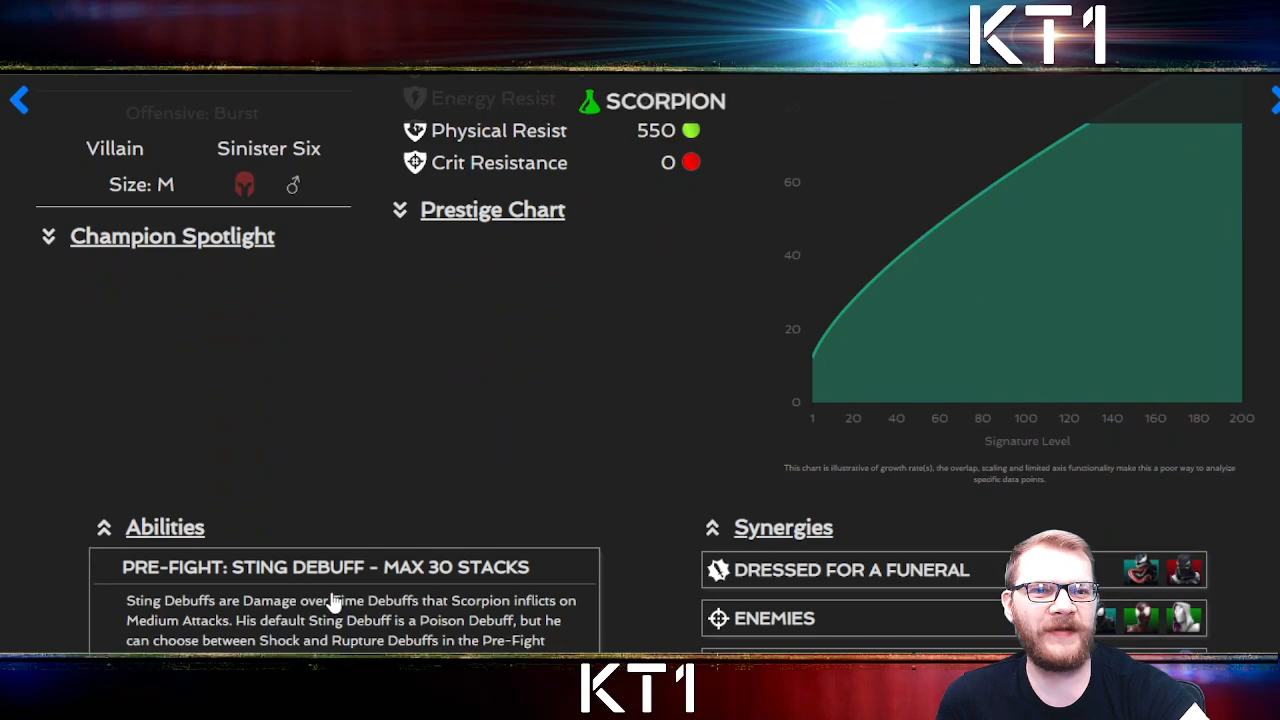 KT1
Offensive: Burst
Villain
Sinister Six
Size: M
Champion Spotlight
Energy Resist
SCORPION
Physical Resist
550
Crit Resistance
0
Prestige Chart
60
40
20
0
1
20
40
60
80
100
120
140
160
180
200
Signature Level
This chart is illustrative of growth rate(s), the overlap, scaling and limited axis functionality make this a poor way to analyize
specific data points.
Abilities
PRE-FIGHT: STING DEBUFF - MAX 30 STACKS
Sting Debuffs are Damage over time Debuffs that Scorpion inflicts on
Medium Attacks. His default Sting Debuff is a Poison Debuff, but he
can choose between Shock and Rupture Debuffs in the Pre-Fight
Synergies
DRESSED FOR A FUNERAL
ENEMIES
KT1